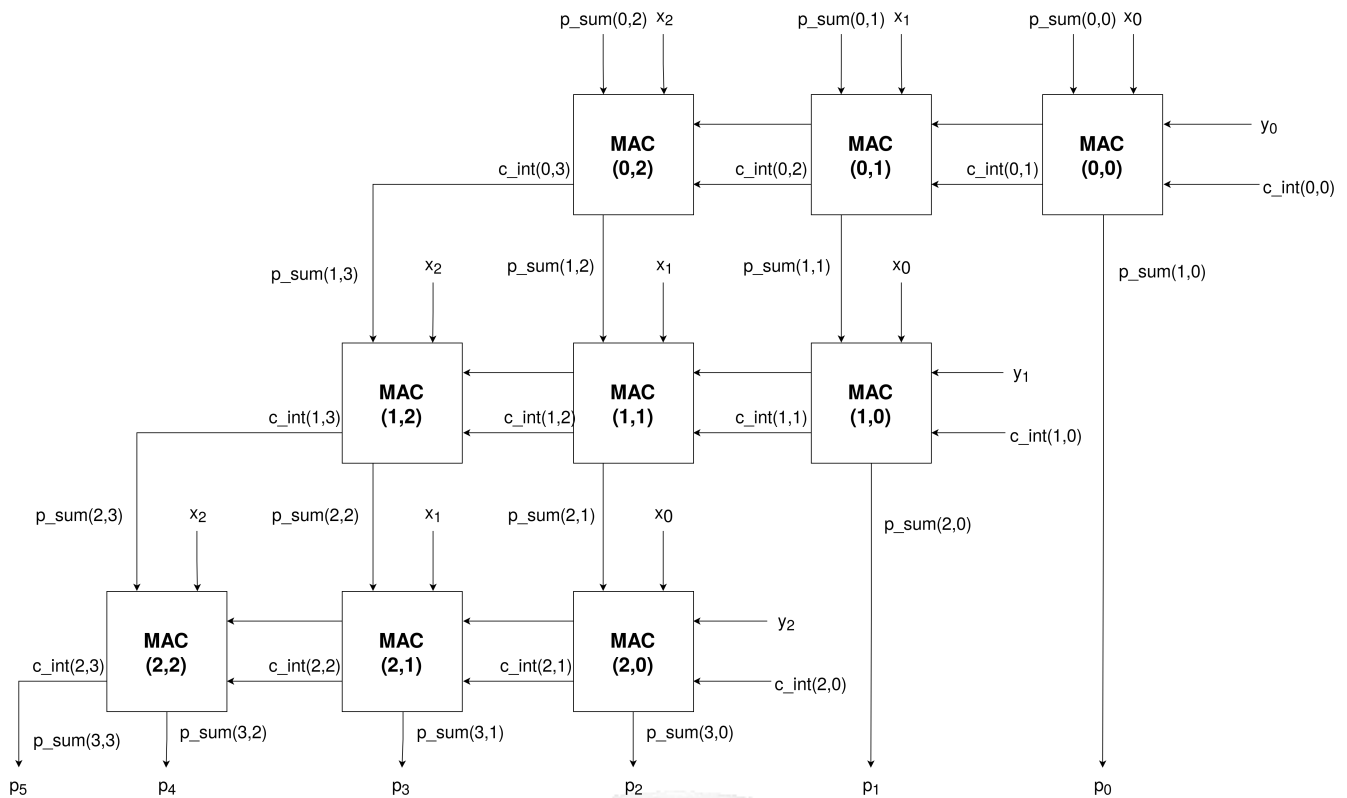 p_sum(0,2) x2 p_sum(0,1) x1 p_sum(0,0) x0
MAC (0,2)
MAC (0,1)
MAC (0,0)
y0
c_int(0,3)
c_int(0,2)
c_int(0,1)
c_int(0,0)
p_sum(1,3)
x2
p_sum(1,2)
x1
p_sum(1,1)
x0
p_sum(1,0)
MAC (1,2)
MAC (1,1)
MAC (1,0)
y1
c_int(1,3)
c_int(1,2)
c_int(1,1)
c_int(1,0)
p_sum(2,3)
x2
p_sum(2,2)
x1
p_sum(2,1)
x0
p_sum(2,0)
MAC (2,2)
MAC (2,1)
MAC (2,0)
y2
c_int(2,3)
c_int(2,2)
c_int(2,1)
c_int(2,0)
p_sum(3,3)
p_sum(3,2)
p_sum(3,1)
p_sum(3,0)
p5 p4 p3 p2 p1 p0